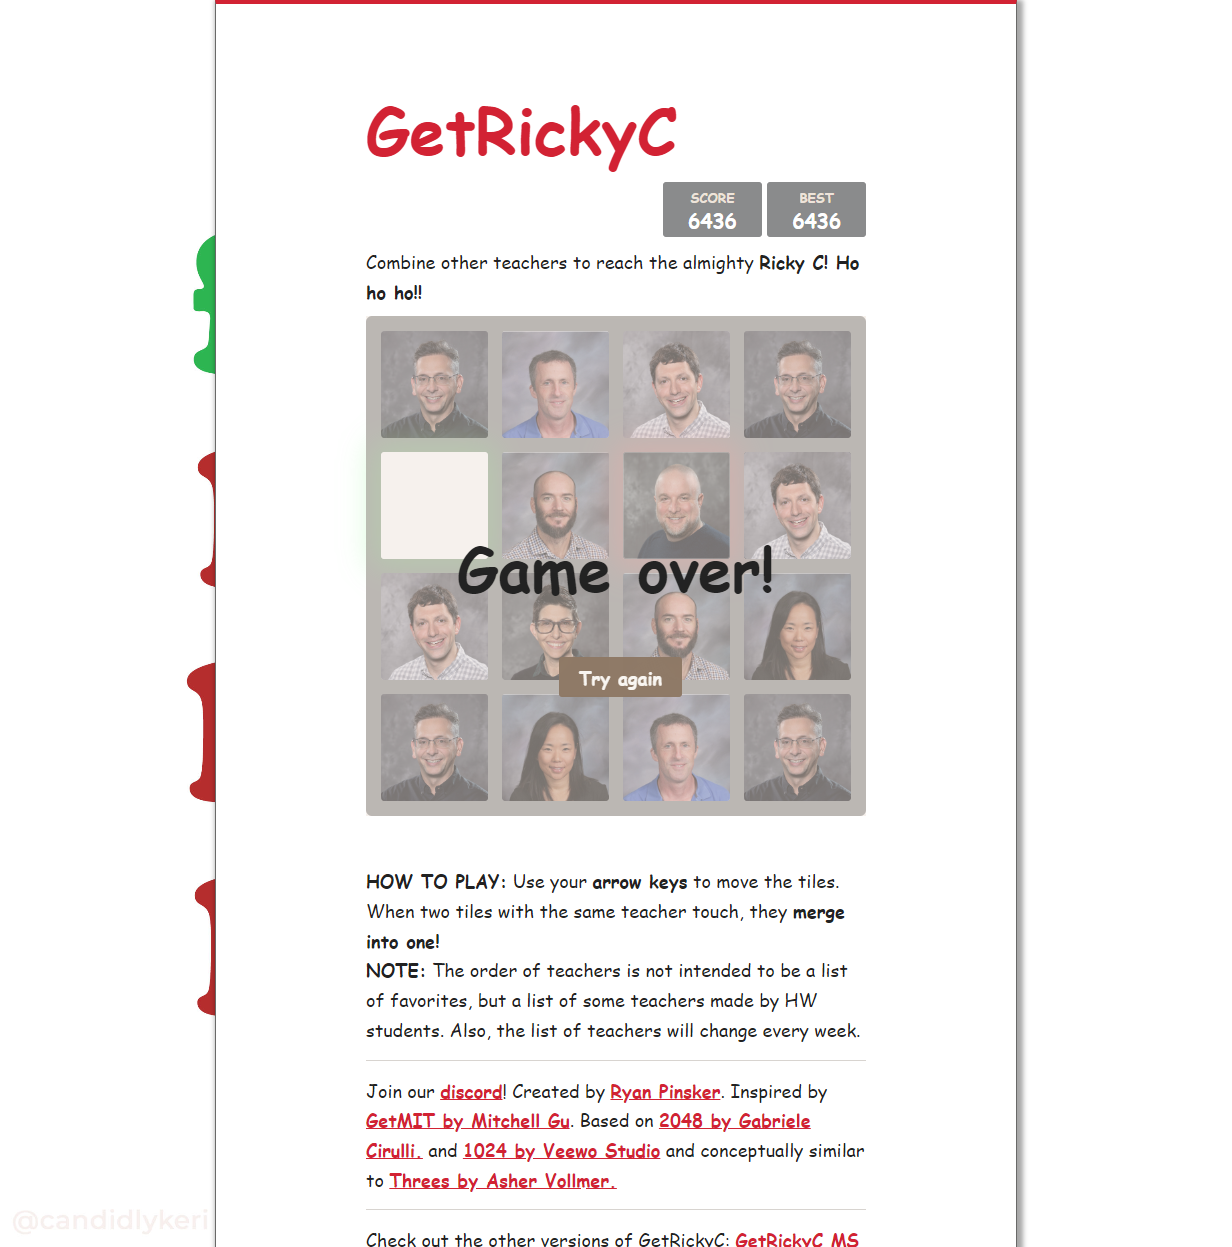 GetRickyC
SCORE
6436
BEST
6436
Combine other teachers to reach the almighty Ricky C! Ho
ho ho!!
Game over!
Try again
HOW TO PLAY: Use your arrow keys to move the tiles.
When two tiles with the same teacher touch, they merge
into one!
NOTE: The order of teachers is not intended to be a list
of favorites, but a list of some teachers made by HW
students. Also, the list of teachers will change every week.
Join our discord! Created by Ryan Pinsker. Inspired by
GetMIT by Mitchell Gu. Based on 2048 by Gabriele
Cirulli. and 1024 by Veewo Studio and conceptually similar
to Threes by Asher Vollmer.
@candidlykeri
Check out the other versions of GetRickyC: GetRickyC MS